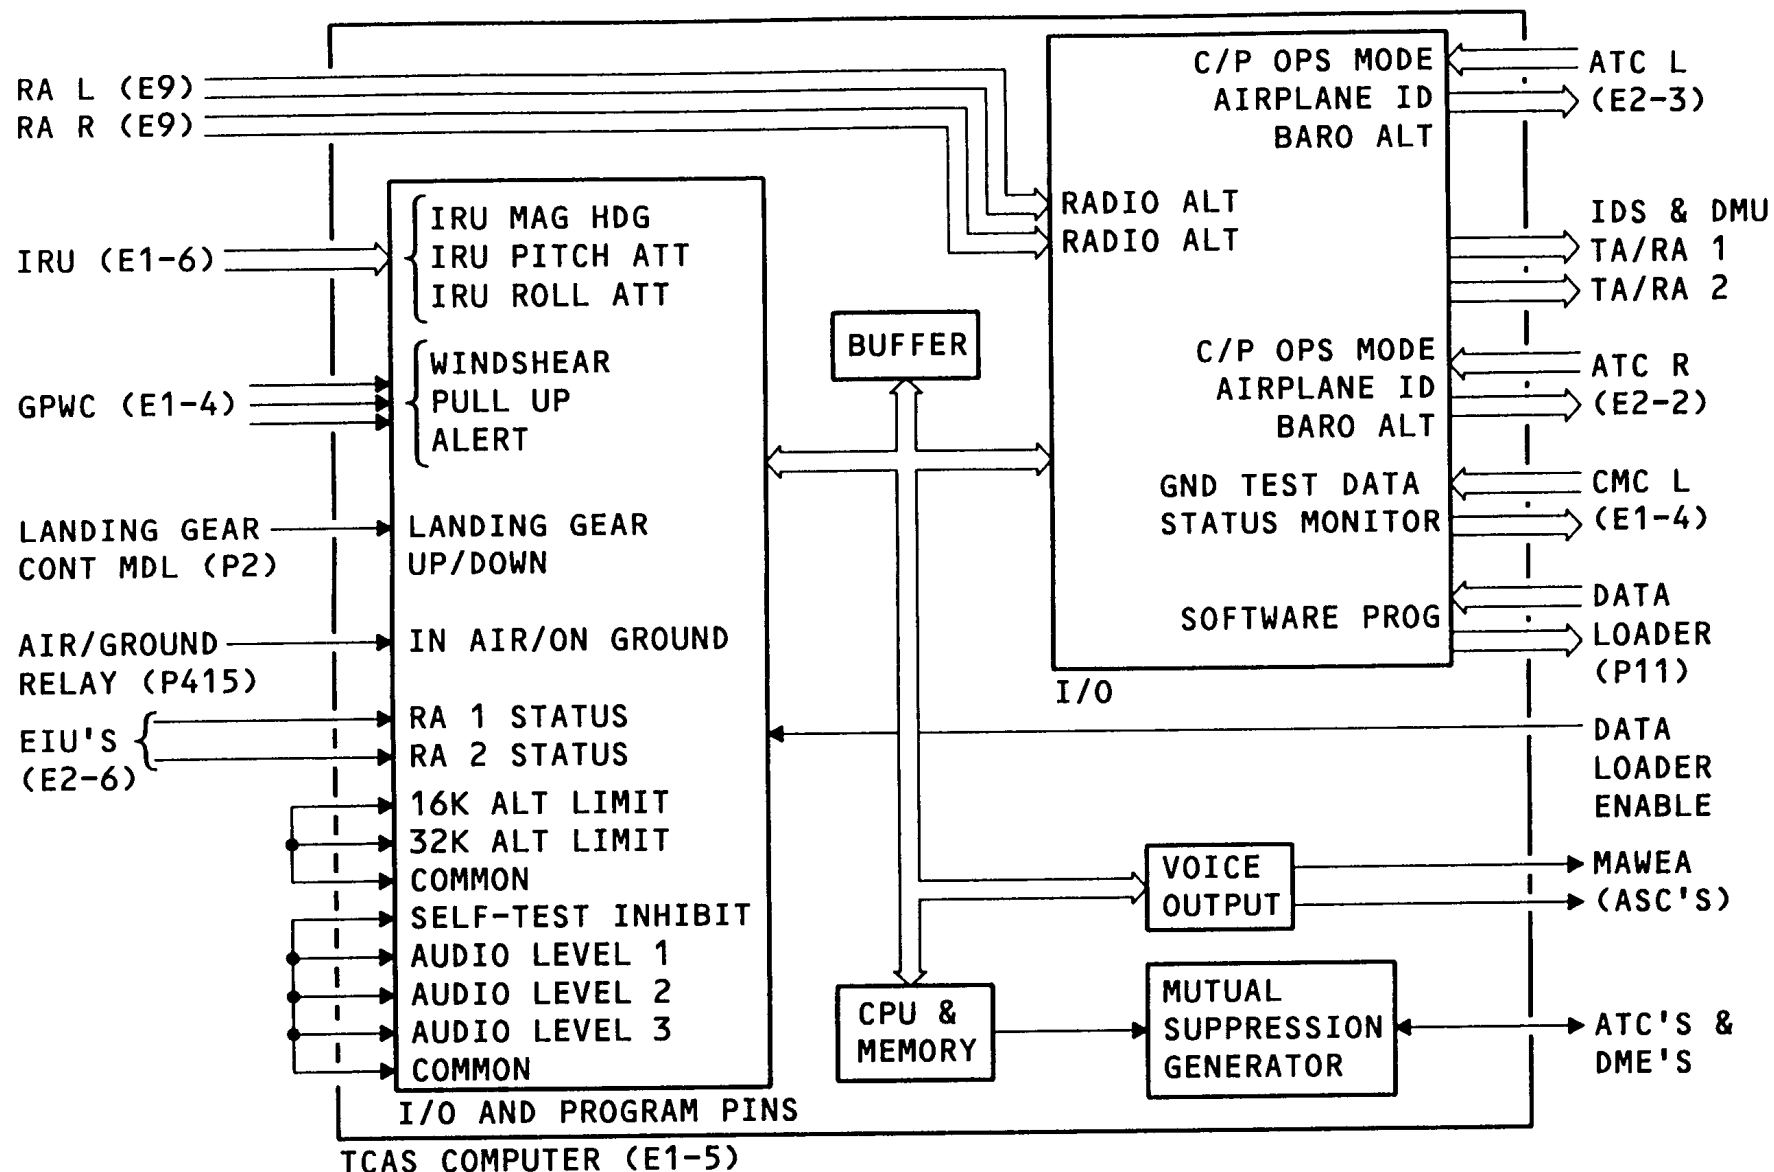 RA L (E9)
RA R (E9)
IRU (E1-6)
GPWC (E1-4)
LANDING GEAR
CONT MDL (P2)
AIR/GROUND
RELAY (P415)
EIU'S
(E2-6)
IRU MAG HDG
IRU PITCH ATT
IRU ROLL ATT
WINDSHEAR
PULL UP
ALERT
LANDING GEAR
UP/DOWN
IN AIR/ON GROUND
RA 1 STATUS
RA 2 STATUS
16K ALT LIMIT
32K ALT LIMIT
COMMON
SELF-TEST INHIBIT
AUDIO LEVEL 1
AUDIO LEVEL 2
AUDIO LEVEL 3
COMMON
I/O AND PROGRAM PINS
TCAS COMPUTER (E1-5)
BUFFER
CPU &
MEMORY
C/P OPS MODE
AIRPLANE ID
BARO ALT
RADIO ALT
RADIO ALT
C/P OPS MODE
AIRPLANE ID
BARO ALT
GND TEST DATA
STATUS MONITOR
SOFTWARE PROG
I/O
VOICE
OUTPUT
MUTUAL
SUPPRESSION
GENERATOR
ATC L
(E2-3)
IDS & DMU
TA/RA 1
TA/RA 2
ATC R
(E2-2)
CMC L
(E1-4)
DATA
LOADER
(P11)
DATA
LOADER
ENABLE
MAWEA
(ASC'S)
ATC'S &
DME'S